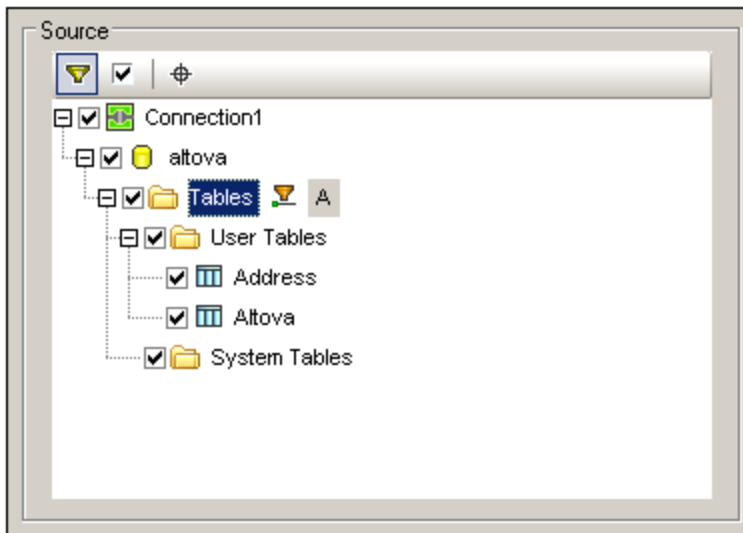 Source
Connection1
altova
Tables A
User Tables
Address
Altova
System Tables